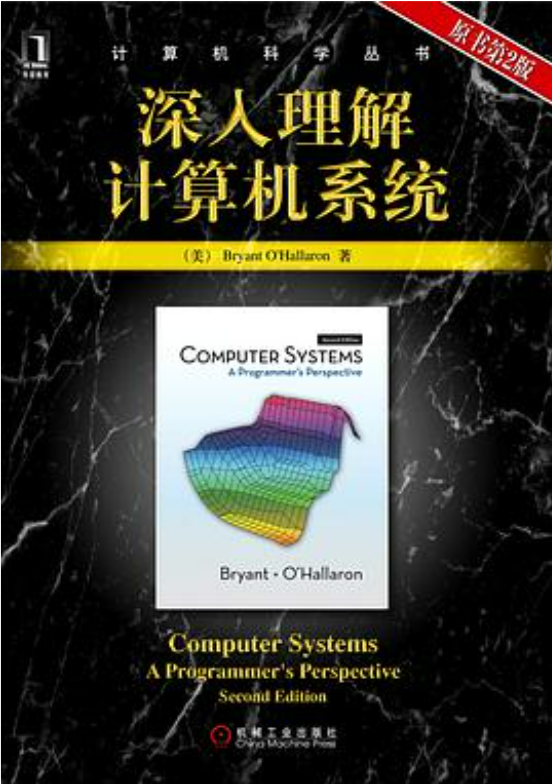 计算机科学丛书
原书第2版
深入理解
计算机系统
（美） Bryant O'Hallaron 著
Second Edition
COMPUTER SYSTEMS
A Programmer's Perspective
Bryant • O'Hallaron
Computer Systems
A Programmer's Perspective
Second Edition
机械工业出版社
China Machine Press